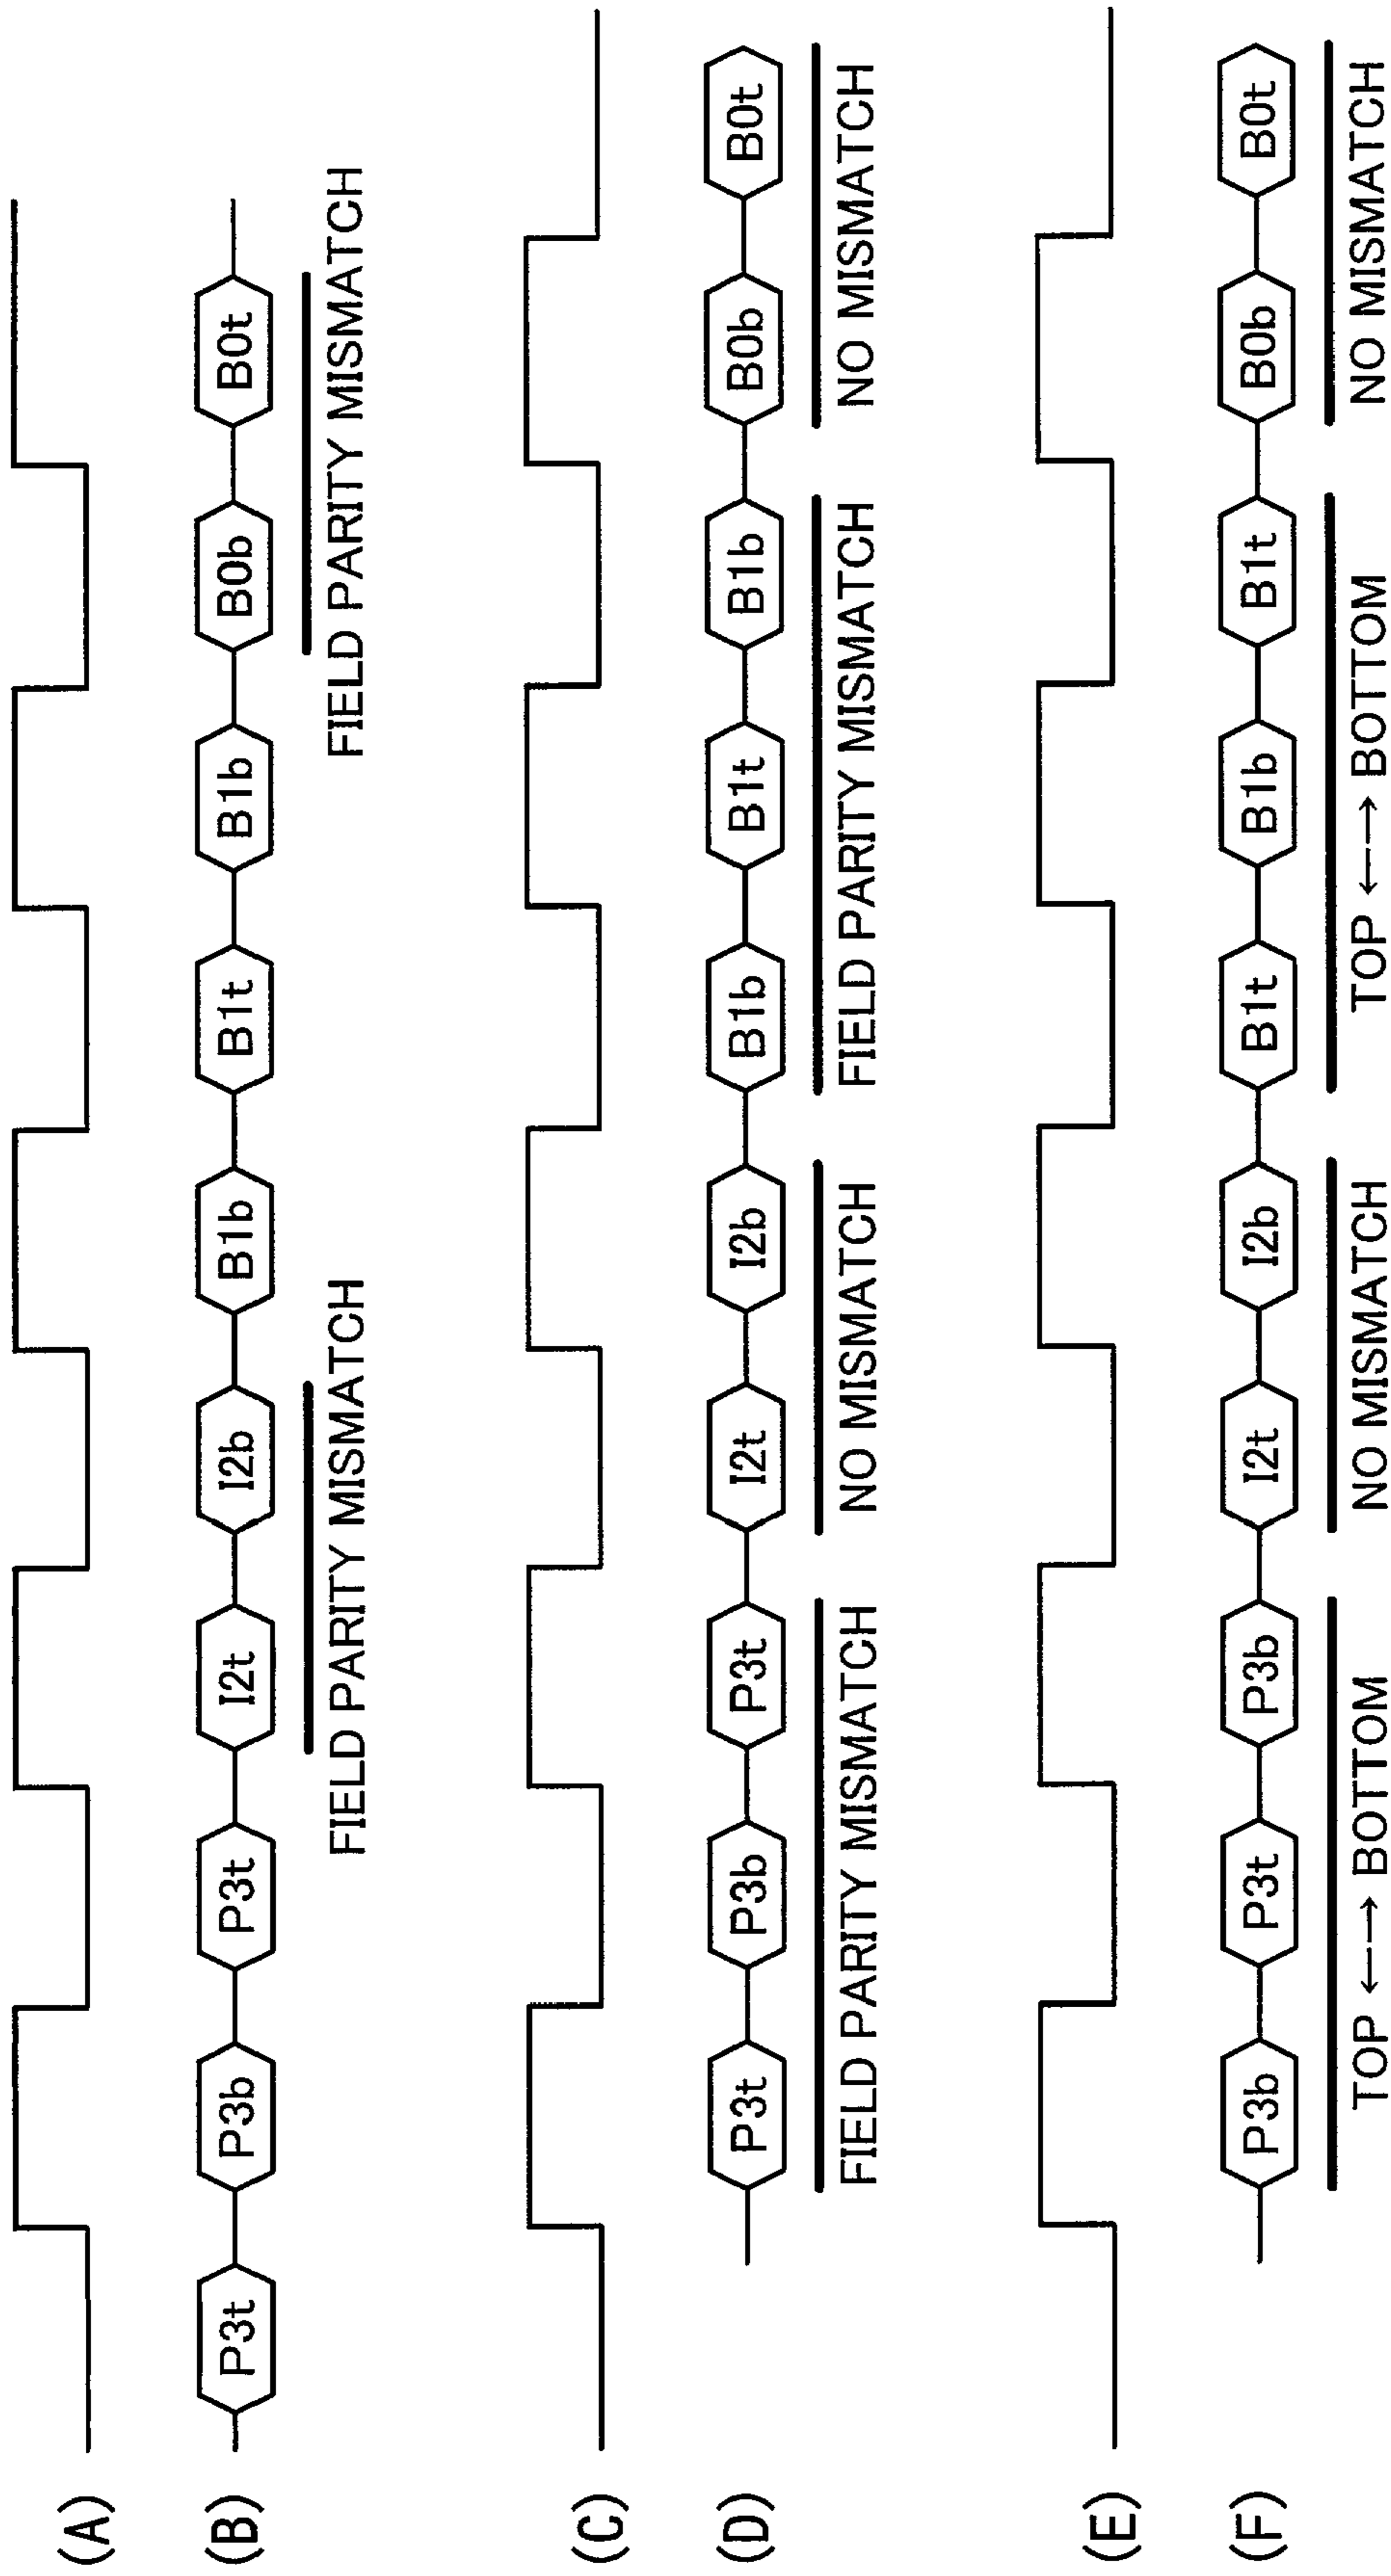 (A)
(B) P3t P3b P3t I2t I2b B1b B1t B1b B0b B0t
FIELD PARITY MISMATCH FIELD PARITY MISMATCH
(C)
(D) P3t P3b P3t I2t I2b B1b B1t B1b B0b B0t
FIELD PARITY MISMATCH NO MISMATCH FIELD PARITY MISMATCH NO MISMATCH
(E)
(F) P3b P3t P3b I2t I2b B1t B1b B1t B0b B0t
TOP ←→ BOTTOM NO MISMATCH TOP ←→ BOTTOM NO MISMATCH